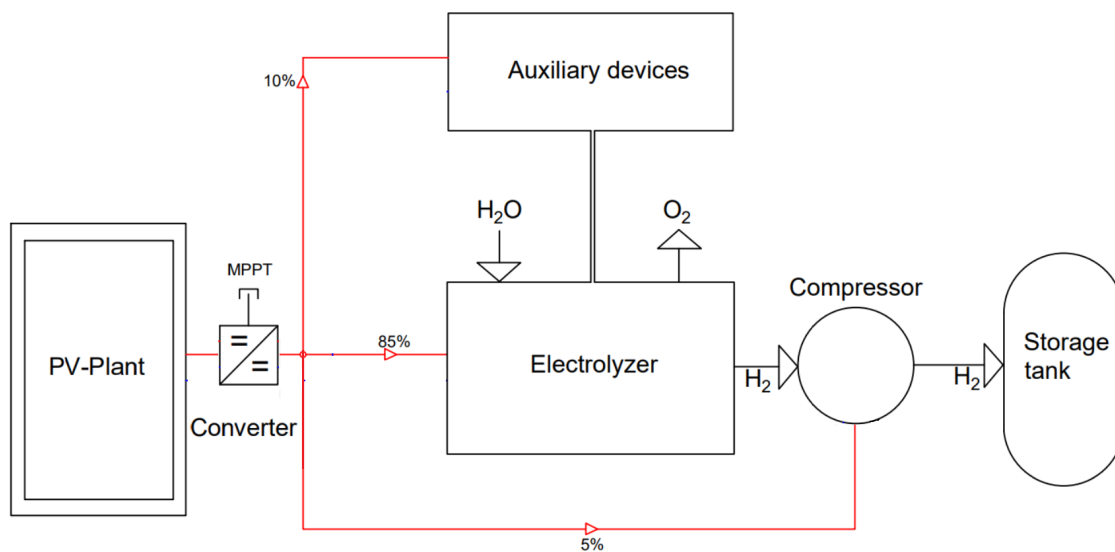 Auxiliary devices
10%
H₂O
O₂
MPPT
Compressor
85%
PV-Plant
Electrolyzer
Storage
tank
H₂
H₂
Converter
5%